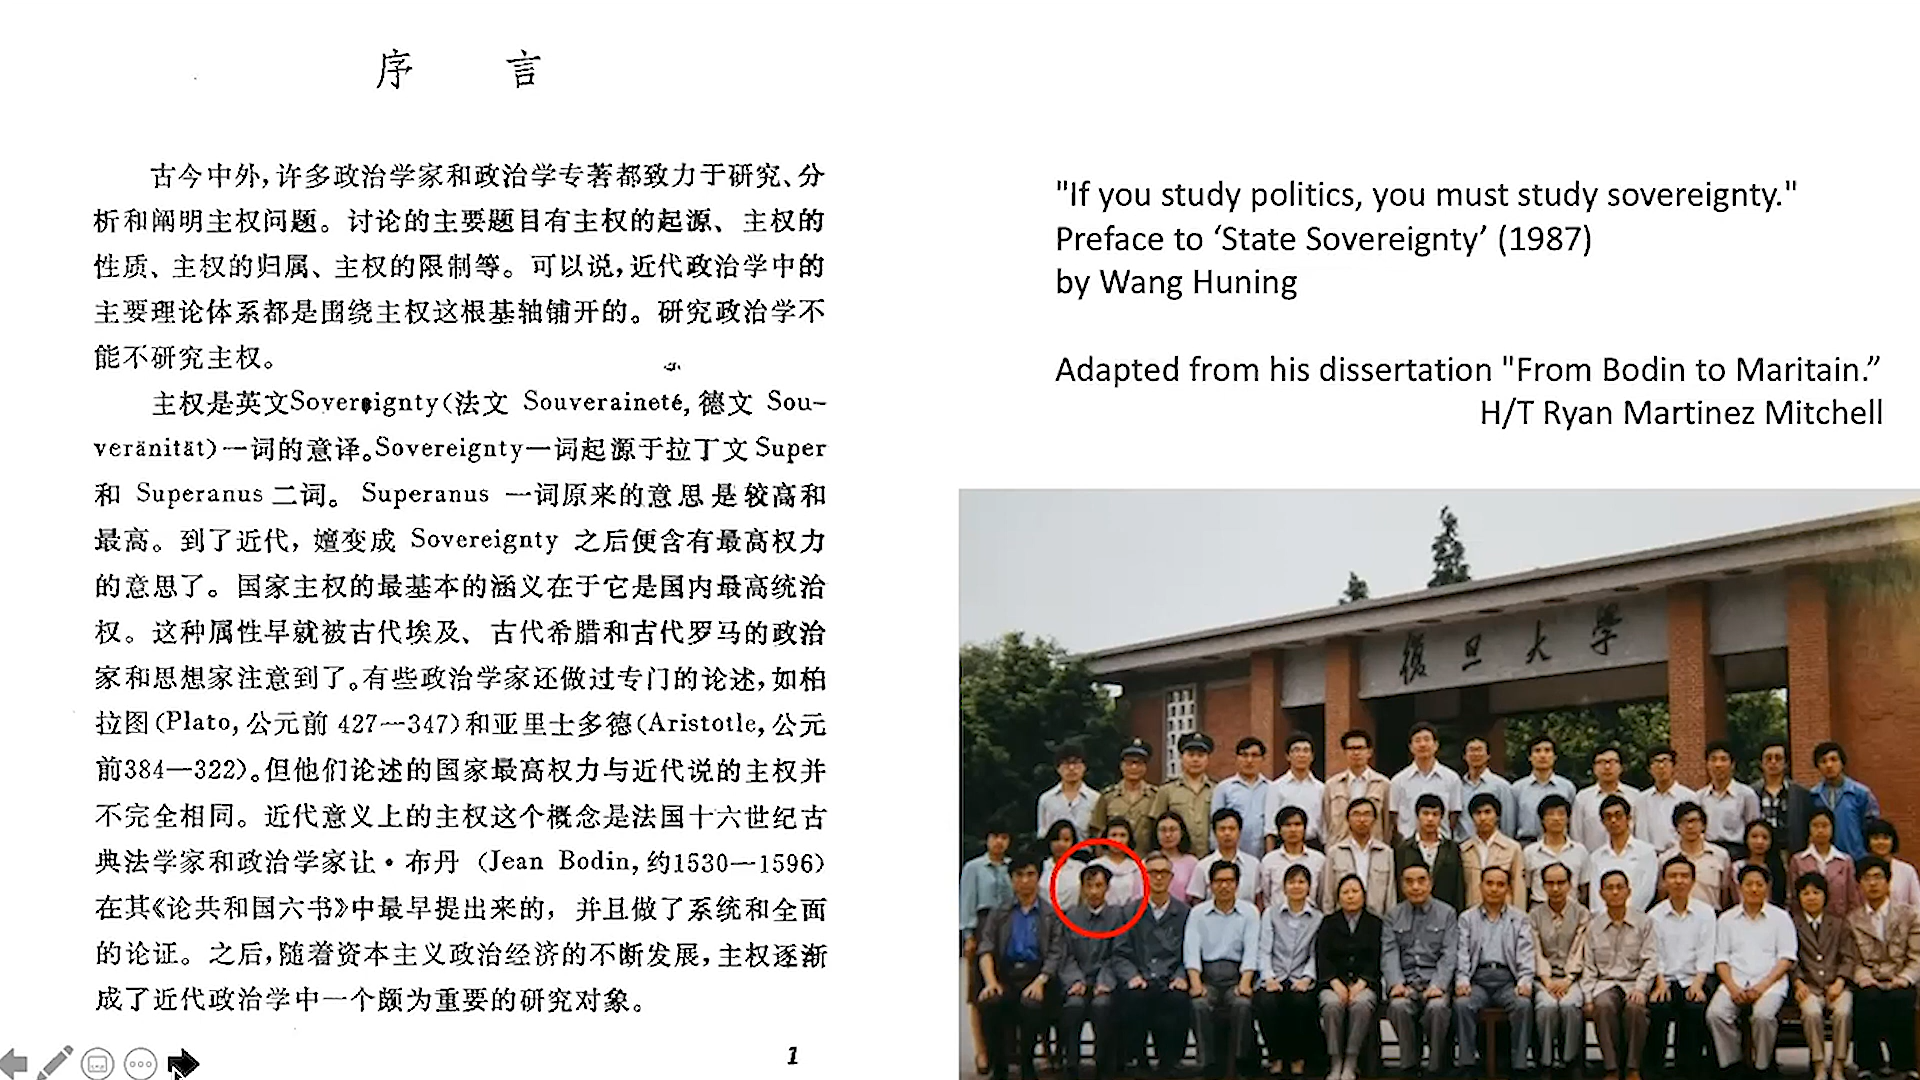 序 言
古今中外，许多政治学家和政治学专著都致力于研究、分
析和阐明主权问题。讨论的主要题目有主权的起源、主权的
性质、主权的归属、主权的限制等。可以说，近代政治学中的
主要理论体系都是围绕主权这根基轴铺开的。研究政治学不
能不研究主权。
主权是英文Sovereignty(法文 Souveraineté, 德文 Sou-
veränität)一词的意译。Sovereignty一词起源于拉丁文 Super
和 Superanus 二词。 Superanus 一词原来的意思是较高和
最高。到了近代，嬗变成 Sovereignty 之后便含有最高权力
的意思了。国家主权的最基本的涵义在于它是国内最高统治
权。这种属性早就被古代埃及、古代希腊和古代罗马的政治
家和思想家注意到了。有些政治学家还做过专门的论述，如柏
拉图(Plato, 公元前 427—347)和亚里士多德(Aristotle, 公元
前384—322)。但他们论述的国家最高权力与近代说的主权并
不完全相同。近代意义上的主权这个概念是法国十六世纪古
典法学家和政治学家让·布丹 (Jean Bodin, 约1530—1596)
在其《论共和国六书》中最早提出来的，并且做了系统和全面
的论证。之后，随着资本主义政治经济的不断发展，主权逐渐
成了近代政治学中一个颇为重要的研究对象。
1
"If you study politics, you must study sovereignty."
Preface to ‘State Sovereignty’ (1987)
by Wang Huning
Adapted from his dissertation "From Bodin to Maritain.”
H/T Ryan Martinez Mitchell
復旦大学